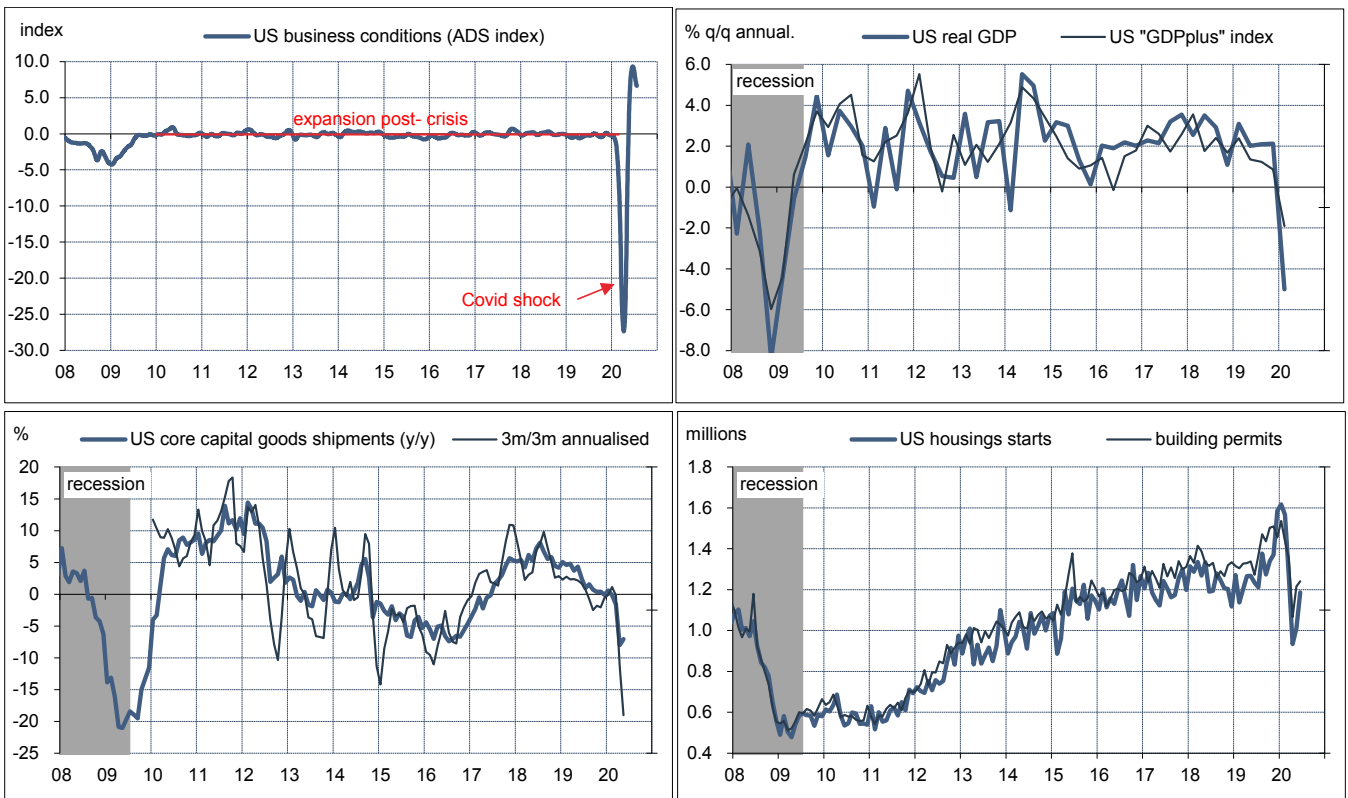 index
US business conditions (ADS index)
10.0
5.0
0.0
-5.0
-10.0
-15.0
-20.0
-25.0
-30.0
expansion post- crisis
Covid shock
08 09 10 11 12 13 14 15 16 17 18 19 20
% q/q annual.
US real GDP
US "GDPplus" index
6.0
4.0
2.0
0.0
-2.0
-4.0
-6.0
-8.0
recession
08 09 10 11 12 13 14 15 16 17 18 19 20
%
US core capital goods shipments (y/y)
3m/3m annualised
20
15
10
5
0
-5
-10
-15
-20
-25
recession
08 09 10 11 12 13 14 15 16 17 18 19 20
millions
US housings starts
building permits
1.8
1.6
1.4
1.2
1.0
0.8
0.6
0.4
recession
08 09 10 11 12 13 14 15 16 17 18 19 20